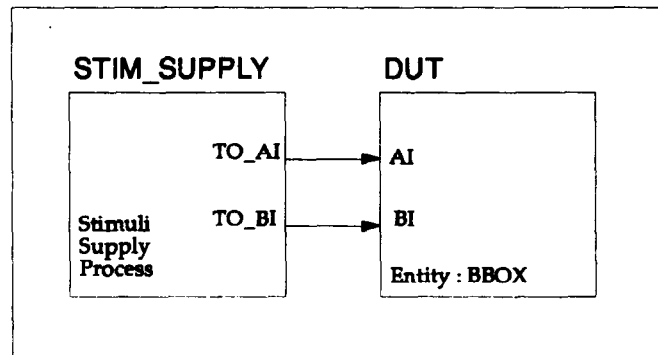 STIM_SUPPLY
DUT
TO_AI
AI
TO_BI
BI
Stimuli
Supply
Process
Entity : BBOX